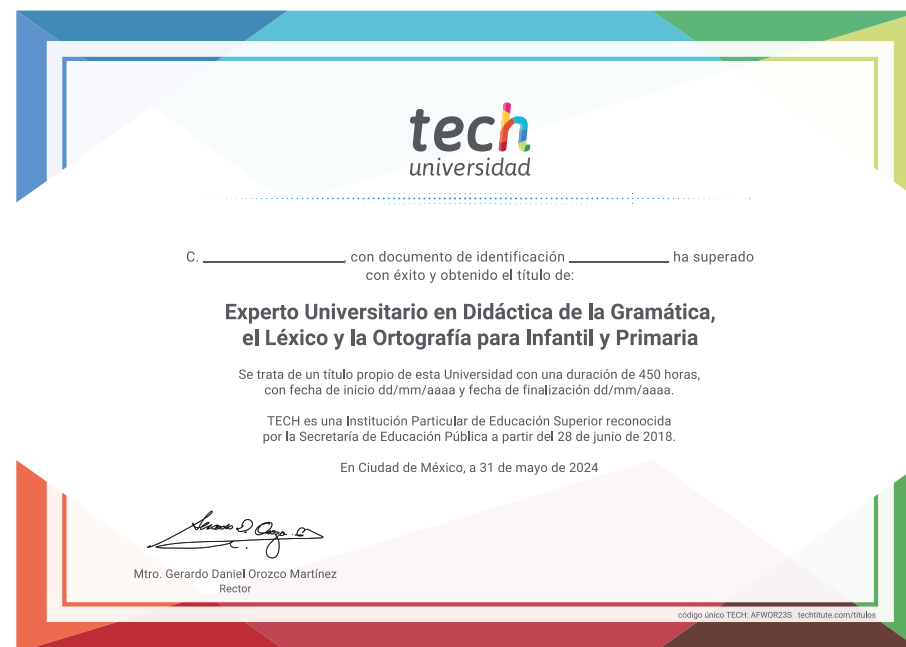 tech
universidad
C. ____________, con documento de identificación ____________ ha superado
con éxito y obtenido el título de:
Experto Universitario en Didáctica de la Gramática,
el Léxico y la Ortografía para Infantil y Primaria
Se trata de un título propio de esta Universidad con una duración de 450 horas,
con fecha de inicio dd/mm/aaaa y fecha de finalización dd/mm/aaaa.
TECH es una Institución Particular de Educación Superior reconocida
por la Secretaría de Educación Pública a partir del 28 de junio de 2018.
En Ciudad de México, a 31 de mayo de 2024
Mtro. Gerardo Daniel Orozco Martínez
Rector
código único TECH: AFWOR23S techtitute.com/titulos